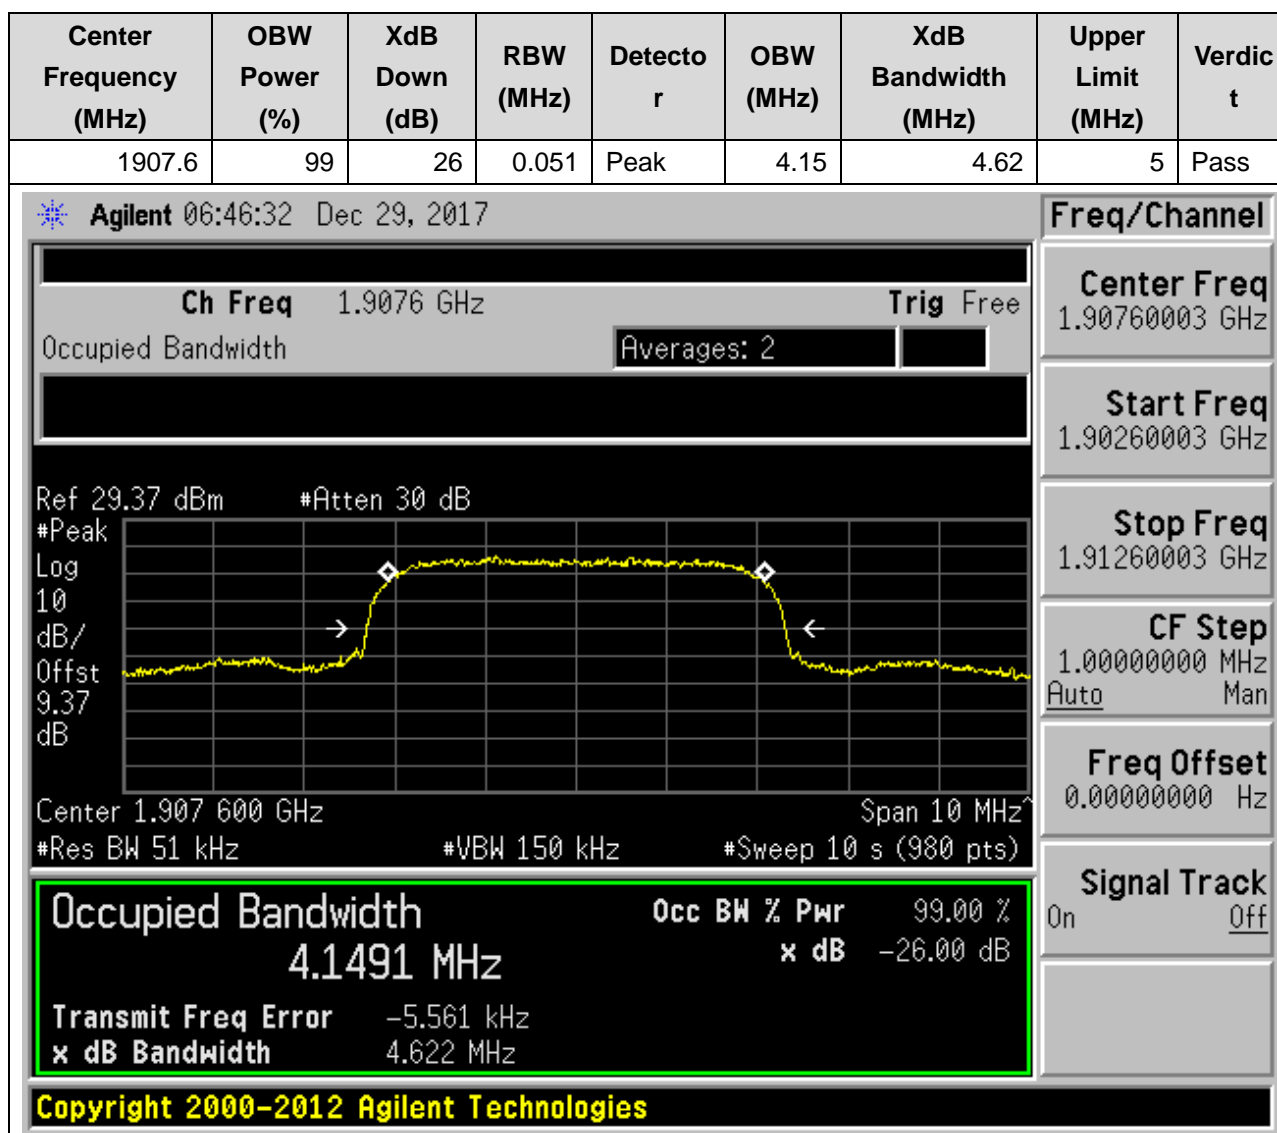 Center Frequency (MHz) OBW Power (%) XdB Down (dB) RBW (MHz) Detector OBW (MHz) XdB Bandwidth (MHz) Upper Limit (MHz) Verdict
1907.6 99 26 0.051 Peak 4.15 4.62 5 Pass
Agilent 06:46:32 Dec 29, 2017
Freq/Channel
Ch Freq 1.9076 GHz Trig Free
Occupied Bandwidth Averages: 2
Center Freq
1.90760003 GHz
Start Freq
1.90260003 GHz
Stop Freq
1.91260003 GHz
CF Step
1.00000000 MHz
Auto Man
Freq Offset
0.00000000 Hz
Signal Track
On Off
Ref 29.37 dBm #Atten 30 dB
#Peak
Log
10
dB/
Offst
9.37
dB
Center 1.907 600 GHz Span 10 MHz^
#Res BW 51 kHz #VBW 150 kHz #Sweep 10 s (980 pts)
Occupied Bandwidth Occ BW % Pwr 99.00 %
4.1491 MHz x dB -26.00 dB
Transmit Freq Error -5.561 kHz
x dB Bandwidth 4.622 MHz
Copyright 2000-2012 Agilent Technologies